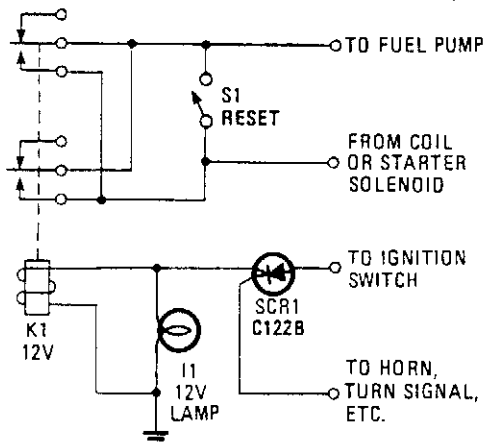 TO FUEL PUMP
S1
RESET
FROM COIL
OR STARTER
SOLENOID
TO IGNITION
SWITCH
SCR1
C122B
K1
12V
I1
12V
LAMP
TO HORN,
TURN SIGNAL,
ETC.